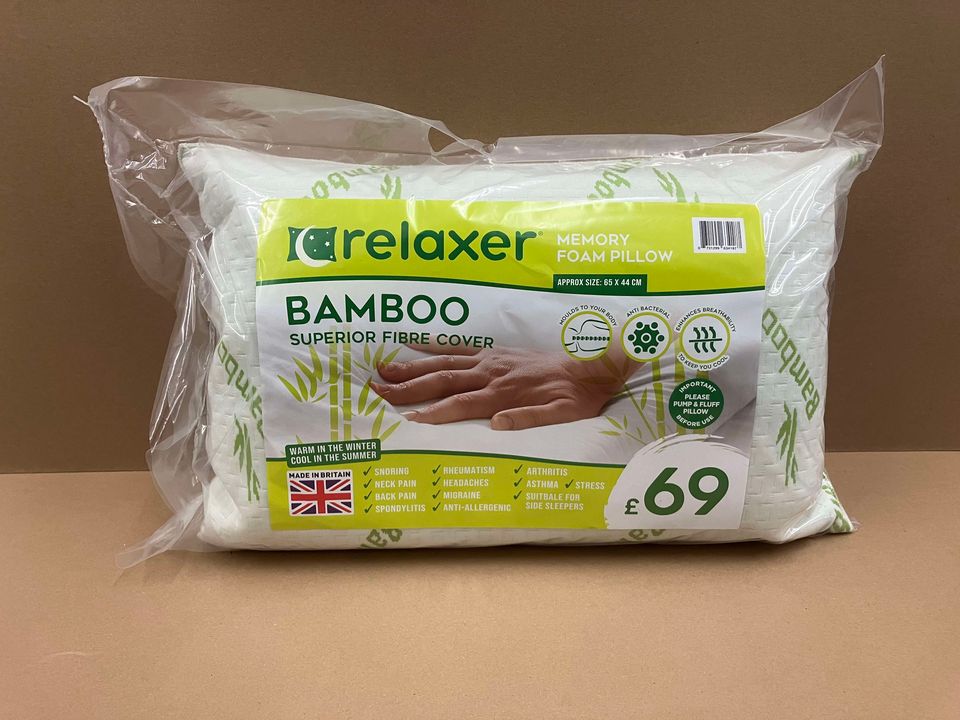 relaxer
MEMORY
FOAM PILLOW
APPROX SIZE: 65 X 44 CM
BAMBOO
SUPERIOR FIBRE COVER
MOULDS TO YOUR BODY
ANTI BACTERIAL
ENHANCES BREATHABILITY
TO KEEP YOU COOL
IMPORTANT
PLEASE
PUMP & FLUFF
PILLOW
BEFORE USE
WARM IN THE WINTER
COOL IN THE SUMMER
MADE IN BRITAIN
✓ SNORING
✓ NECK PAIN
✓ BACK PAIN
✓ SPONDYLITIS
✓ RHEUMATISM
✓ HEADACHES
✓ MIGRAINE
✓ ANTI-ALLERGENIC
✓ ARTHRITIS
✓ ASTHMA ✓ STRESS
✓ SUITBALE FOR
SIDE SLEEPERS
£69
Bamboo